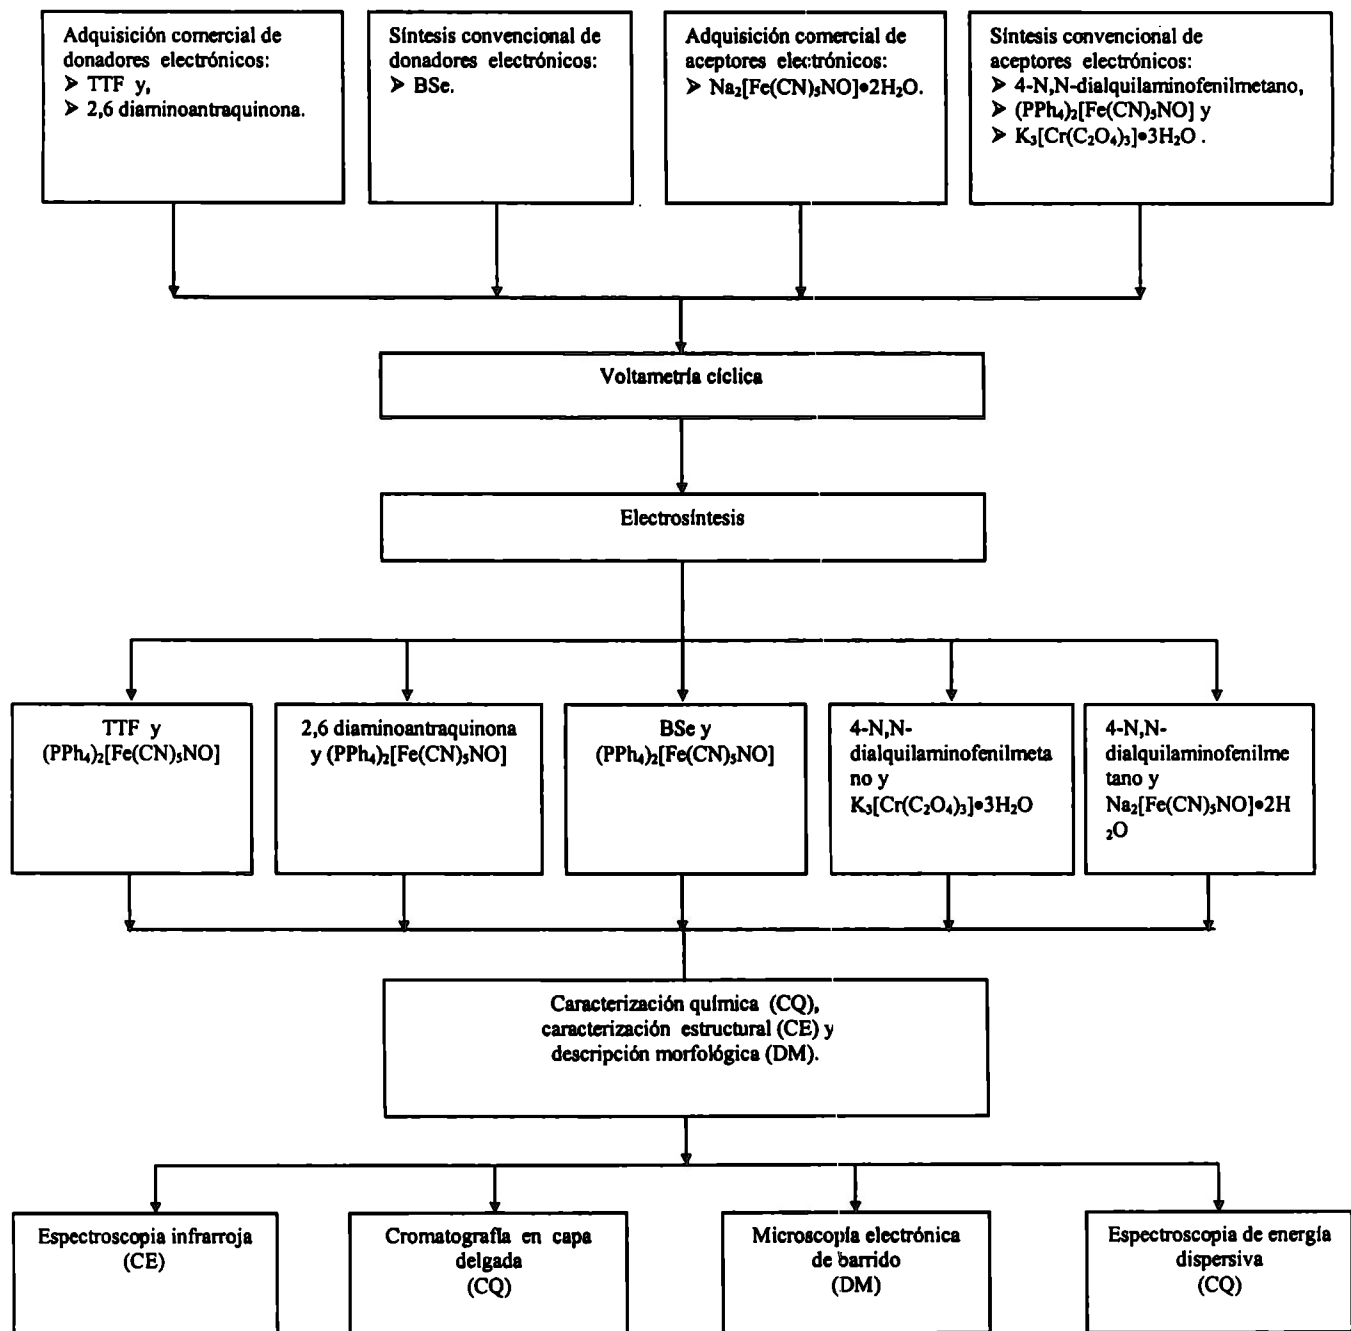 Adquisición comercial de
donadores electrónicos:
➤ TTF y,
➤ 2,6 diaminoantraquinona.
Síntesis convencional de
donadores electrónicos:
➤ BSe.
Adquisición comercial de
aceptores electrónicos:
➤ Na₂[Fe(CN)₅NO]•2H₂O.
Síntesis convencional de
aceptores electrónicos:
➤ 4-N,N-dialquilaminofenilmetano,
➤ (PPh₄)₂[Fe(CN)₅NO] y
➤ K₃[Cr(C₂O₄)₃]•3H₂O .
Voltametría cíclica
Electrosíntesis
TTF y
(PPh₄)₂[Fe(CN)₅NO]
2,6 diaminoantraquinona
y (PPh₄)₂[Fe(CN)₅NO]
BSe y
(PPh₄)₂[Fe(CN)₅NO]
4-N,N-
dialquilaminofenilmeta
no y
K₃[Cr(C₂O₄)₃]•3H₂O
4-N,N-
dialquilaminofenilme
tano y
Na₂[Fe(CN)₅NO]•2H
₂O
Caracterización química (CQ),
caracterización estructural (CE) y
descripción morfológica (DM).
Espectroscopia infrarroja
(CE)
Cromatografía en capa
delgada
(CQ)
Microscopía electrónica
de barrido
(DM)
Espectroscopia de energía
dispersiva
(CQ)